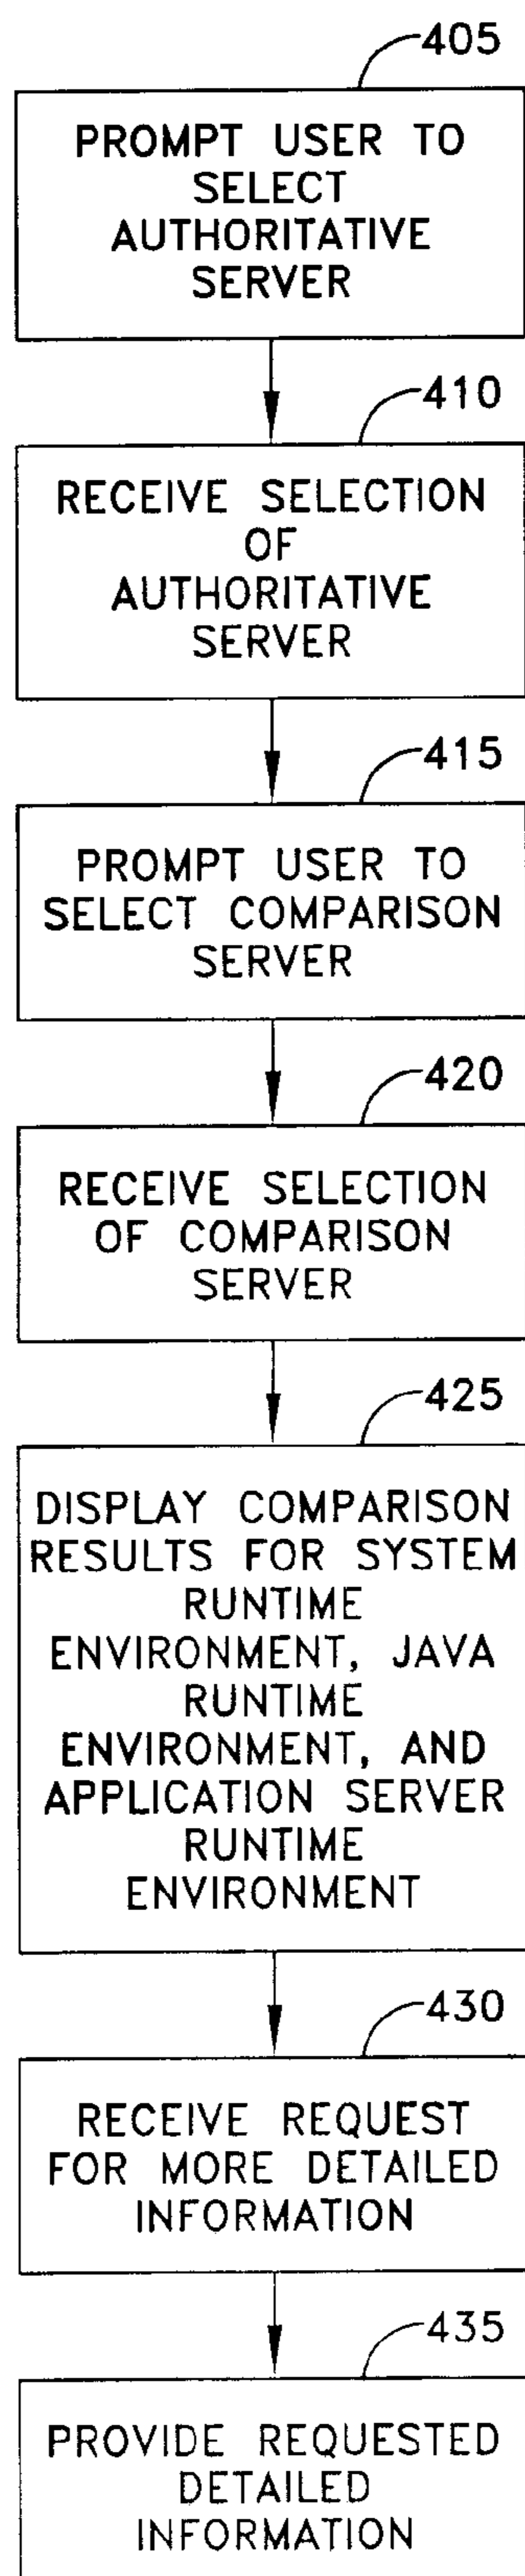 405
PROMPT USER TO
SELECT
AUTHORITATIVE
SERVER
410
RECEIVE SELECTION
OF
AUTHORITATIVE
SERVER
415
PROMPT USER TO
SELECT COMPARISON
SERVER
420
RECEIVE SELECTION
OF COMPARISON
SERVER
425
DISPLAY COMPARISON
RESULTS FOR SYSTEM
RUNTIME
ENVIRONMENT, JAVA
RUNTIME
ENVIRONMENT, AND
APPLICATION SERVER
RUNTIME
ENVIRONMENT
430
RECEIVE REQUEST
FOR MORE DETAILED
INFORMATION
435
PROVIDE REQUESTED
DETAILED
INFORMATION